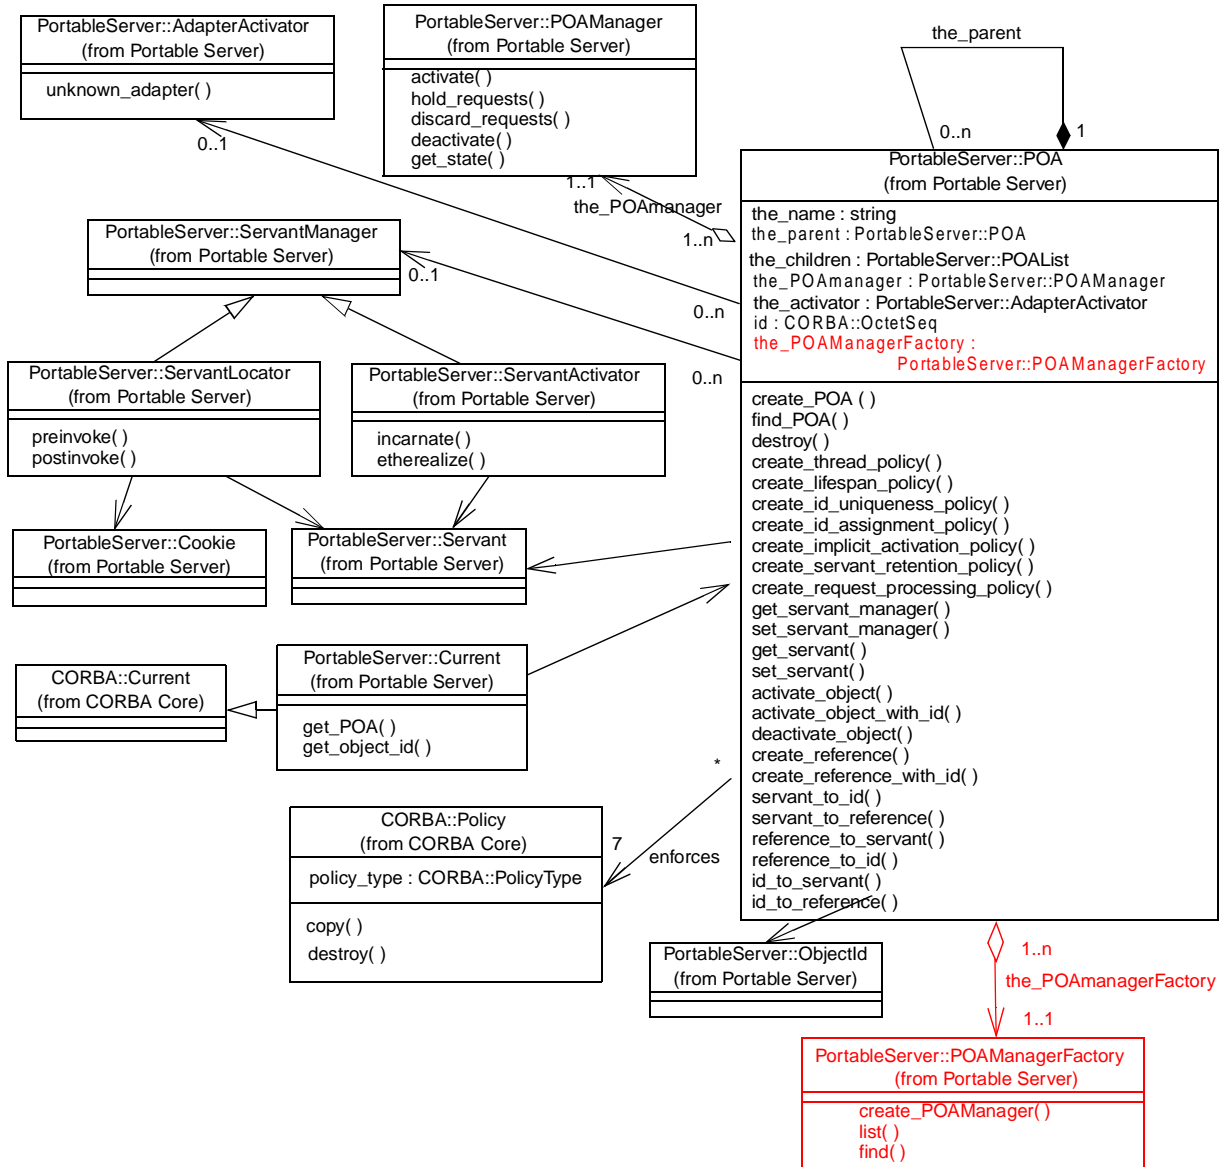 PortableServer::AdapterActivator
(from Portable Server)
unknown_adapter( )
0..1
PortableServer::POAManager
(from Portable Server)
activate( )
hold_requests( )
discard_requests( )
deactivate( )
get_state( )
1..1
the_POAmanager
1..n
the_parent
0..n
1
PortableServer::POA
(from Portable Server)
the_name : string
the_parent : PortableServer::POA
the_children : PortableServer::POAList
the_POAmanager : PortableServer::POAManager
the_activator : PortableServer::AdapterActivator
id : CORBA::OctetSeq
the_POAManagerFactory :
PortableServer::POAManagerFactory
create_POA ( )
find_POA( )
destroy( )
create_thread_policy( )
create_lifespan_policy( )
create_id_uniqueness_policy( )
create_id_assignment_policy( )
create_implicit_activation_policy( )
create_servant_retention_policy( )
create_request_processing_policy( )
get_servant_manager( )
set_servant_manager( )
get_servant( )
set_servant( )
activate_object( )
activate_object_with_id( )
deactivate_object( )
create_reference( )
create_reference_with_id( )
servant_to_id( )
servant_to_reference( )
reference_to_servant( )
reference_to_id( )
id_to_servant( )
id_to_reference( )
0..n
0..n
PortableServer::ServantManager
(from Portable Server)
0..1
PortableServer::ServantLocator
(from Portable Server)
preinvoke( )
postinvoke( )
PortableServer::ServantActivator
(from Portable Server)
incarnate( )
etherealize( )
PortableServer::Cookie
(from Portable Server)
PortableServer::Servant
(from Portable Server)
CORBA::Current
(from CORBA Core)
PortableServer::Current
(from Portable Server)
get_POA( )
get_object_id( )
CORBA::Policy
(from CORBA Core)
policy_type : CORBA::PolicyType
copy( )
destroy( )
*
7
enforces
PortableServer::ObjectId
(from Portable Server)
1..n
the_POAmanagerFactory
1..1
PortableServer::POAManagerFactory
(from Portable Server)
create_POAManager( )
list( )
find( )